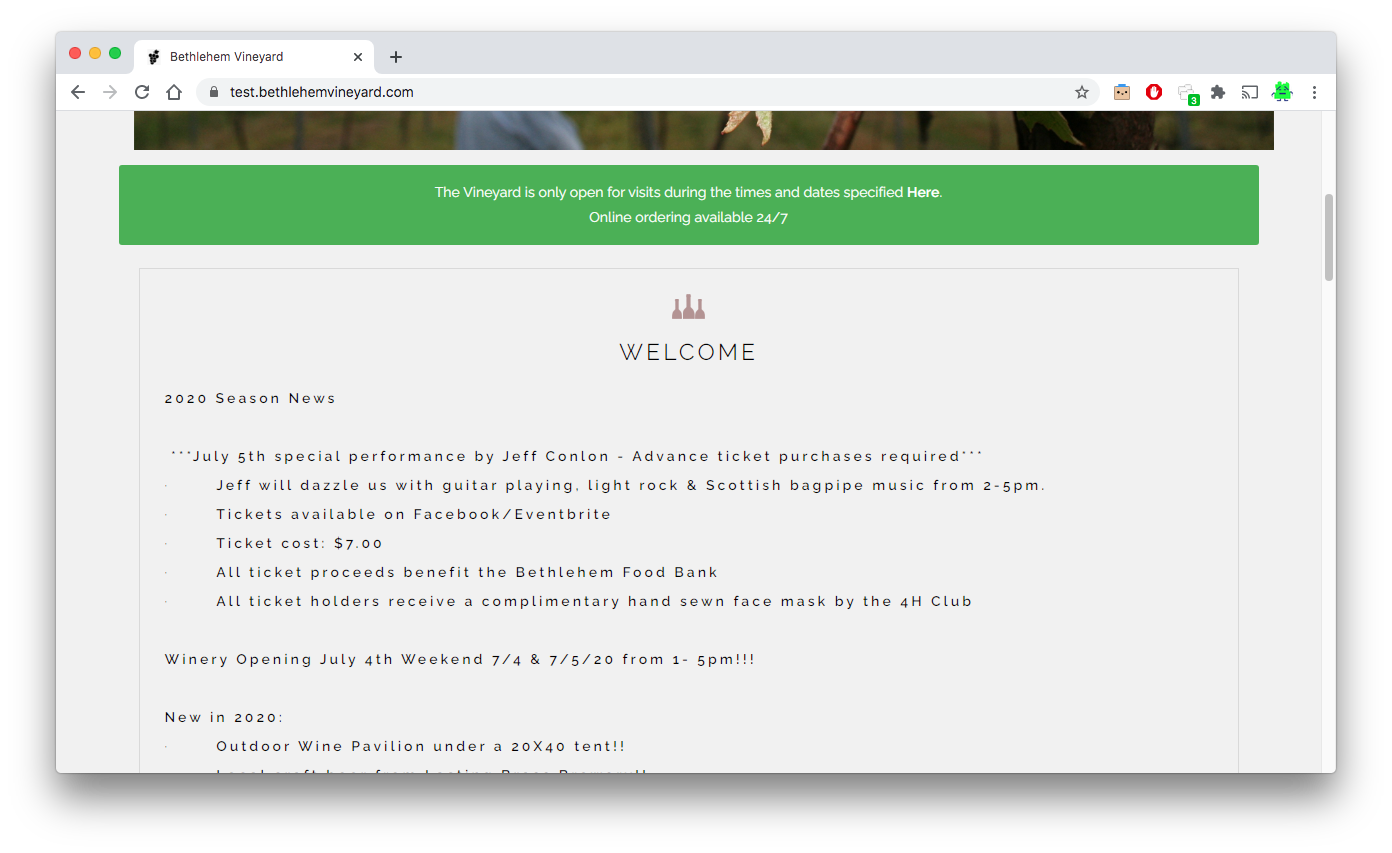 Bethlehem Vineyard
test.bethlehemvineyard.com
3
The Vineyard is only open for visits during the times and dates specified Here.
Online ordering available 24/7
WELCOME
2020 Season News
***July 5th special performance by Jeff Conlon - Advance ticket purchases required***
· Jeff will dazzle us with guitar playing, light rock & Scottish bagpipe music from 2-5pm.
· Tickets available on Facebook/Eventbrite
· Ticket cost: $7.00
· All ticket proceeds benefit the Bethlehem Food Bank
· All ticket holders receive a complimentary hand sewn face mask by the 4H Club
Winery Opening July 4th Weekend 7/4 & 7/5/20 from 1- 5pm!!!
New in 2020:
· Outdoor Wine Pavilion under a 20X40 tent!!